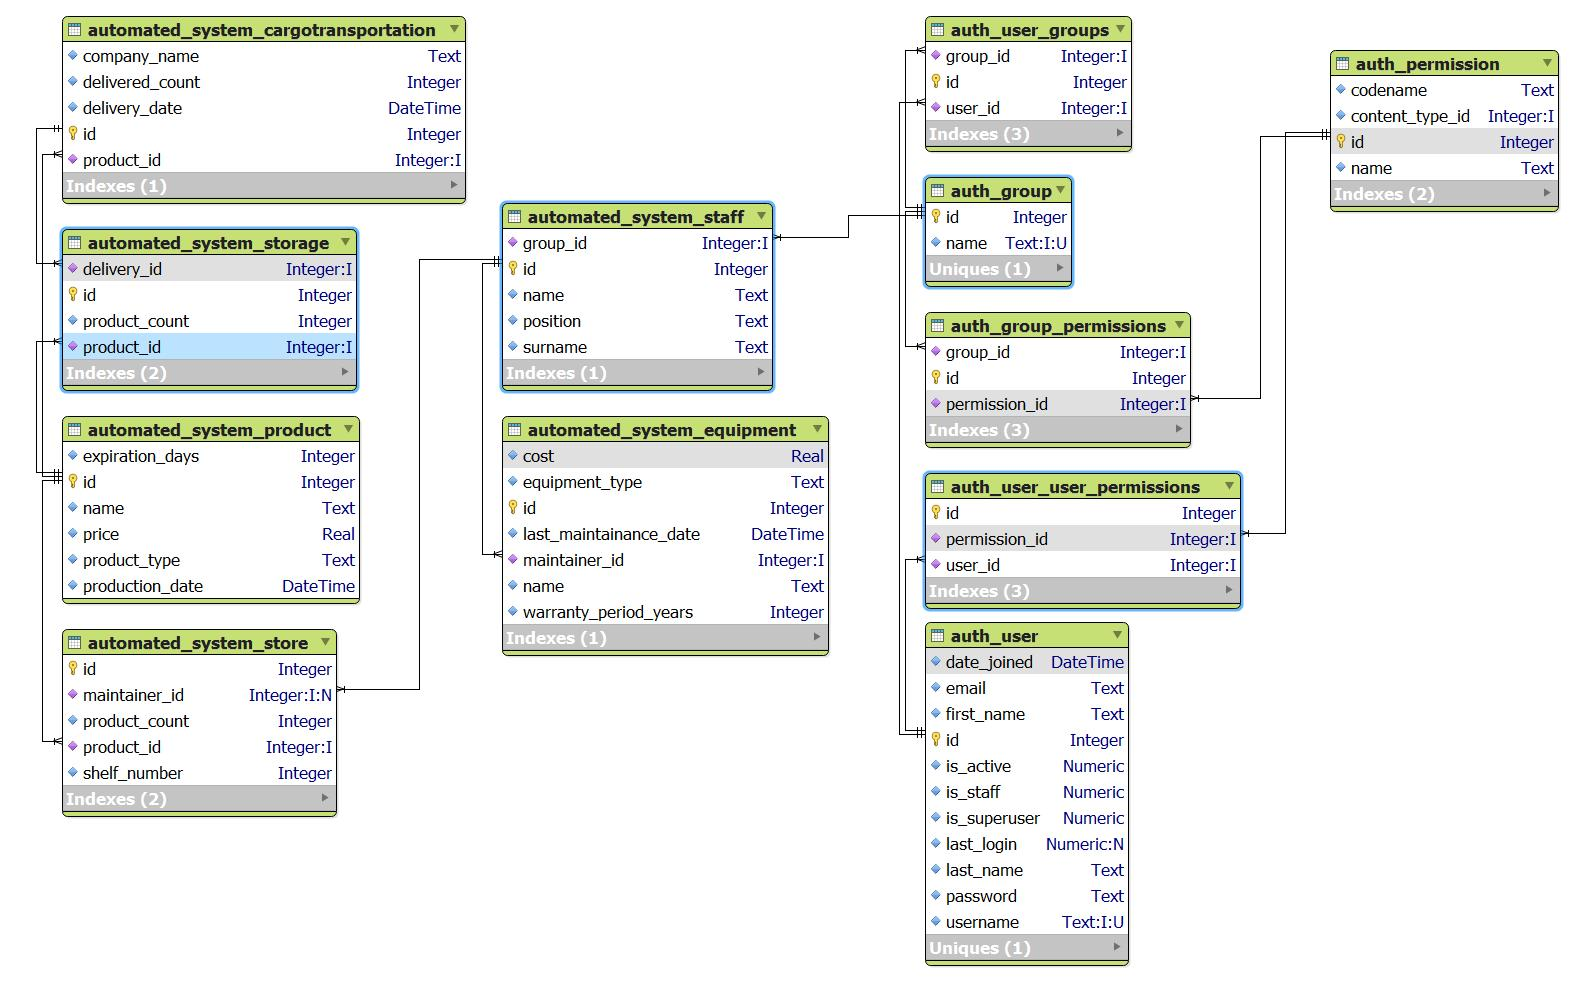 automated_system_cargotransportation
company_name Text
delivered_count Integer
delivery_date DateTime
id Integer
product_id Integer:I
Indexes (1)
automated_system_storage
delivery_id Integer:I
id Integer
product_count Integer
product_id Integer:I
Indexes (2)
automated_system_product
expiration_days Integer
id Integer
name Text
price Real
product_type Text
production_date DateTime
automated_system_store
id Integer
maintainer_id Integer:I:N
product_count Integer
product_id Integer:I
shelf_number Integer
Indexes (2)
automated_system_staff
group_id Integer:I
id Integer
name Text
position Text
surname Text
Indexes (1)
automated_system_equipment
cost Real
equipment_type Text
id Integer
last_maintainance_date DateTime
maintainer_id Integer:I
name Text
warranty_period_years Integer
Indexes (1)
auth_user_groups
group_id Integer:I
id Integer
user_id Integer:I
Indexes (3)
auth_group
id Integer
name Text:I:U
Uniques (1)
auth_group_permissions
group_id Integer:I
id Integer
permission_id Integer:I
Indexes (3)
auth_user_user_permissions
id Integer
permission_id Integer:I
user_id Integer:I
Indexes (3)
auth_user
date_joined DateTime
email Text
first_name Text
id Integer
is_active Numeric
is_staff Numeric
is_superuser Numeric
last_login Numeric:N
last_name Text
password Text
username Text:I:U
Uniques (1)
auth_permission
codename Text
content_type_id Integer:I
id Integer
name Text
Indexes (2)